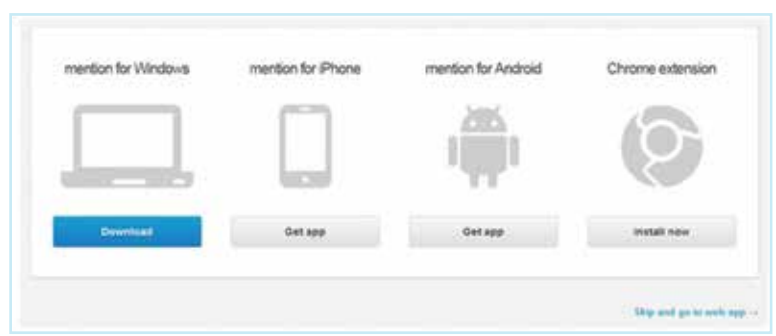 mention for Windows
mention for iPhone
mention for Android
Chrome extension
Download
Get app
Get app
Install now
Skip and go to web app →